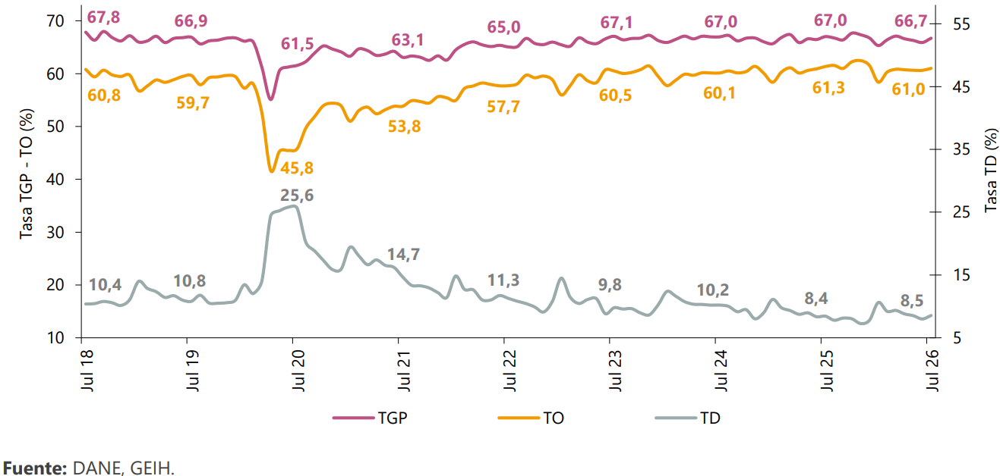 70
60
50
40
30
20
10
Tasa TGP - TO (%)
55
45
35
25
15
5
Tasa TD (%)
67,8
66,9
61,5
63,1
65,0
67,1
67,0
67,0
66,7
60,8
59,7
45,8
53,8
57,7
60,5
60,1
61,3
61,0
10,4
10,8
25,6
14,7
11,3
9,8
10,2
8,4
8,5
Jul 18
Jul 19
Jul 20
Jul 21
Jul 22
Jul 23
Jul 24
Jul 25
Jul 26
TGP
TO
TD
Fuente: DANE, GEIH.